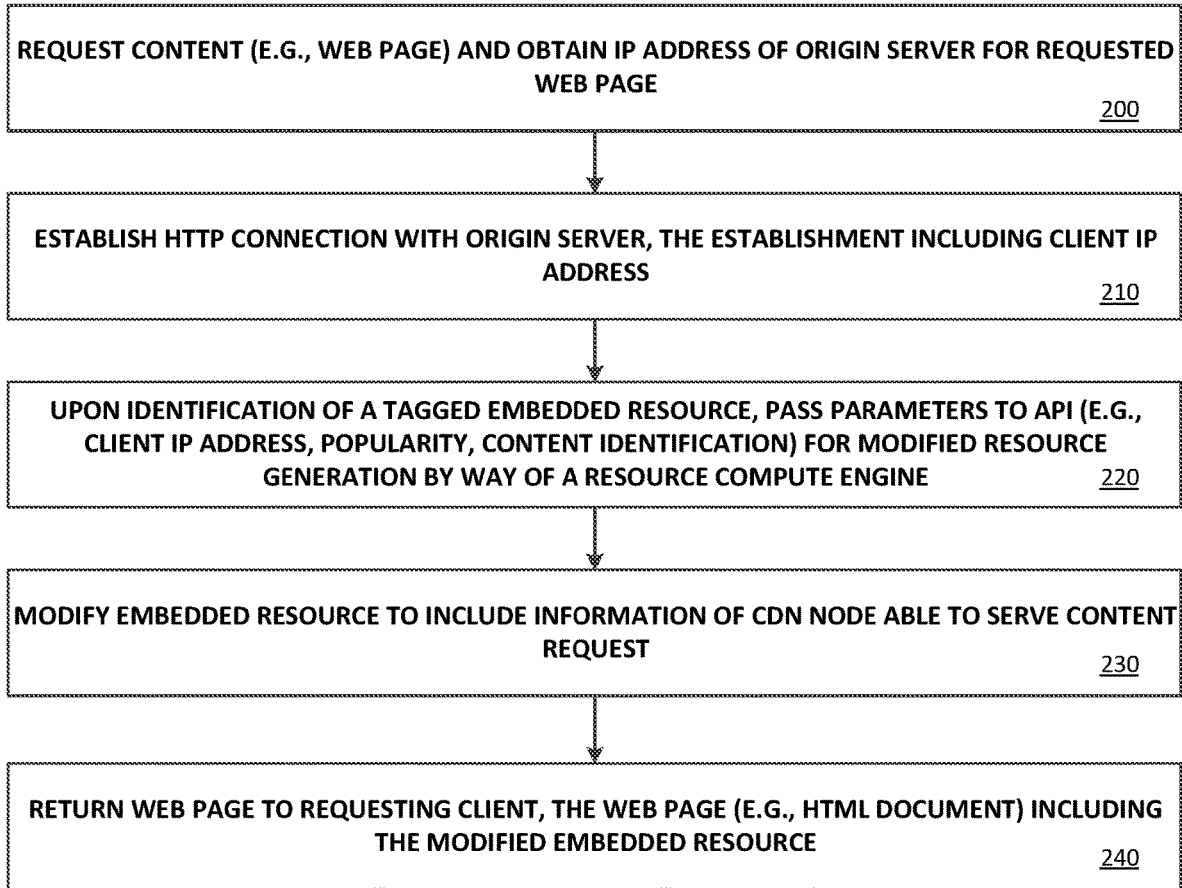 REQUEST CONTENT (E.G., WEB PAGE) AND OBTAIN IP ADDRESS OF ORIGIN SERVER FOR REQUESTED
WEB PAGE
200
ESTABLISH HTTP CONNECTION WITH ORIGIN SERVER, THE ESTABLISHMENT INCLUDING CLIENT IP
ADDRESS
210
UPON IDENTIFICATION OF A TAGGED EMBEDDED RESOURCE, PASS PARAMETERS TO API (E.G.,
CLIENT IP ADDRESS, POPULARITY, CONTENT IDENTIFICATION) FOR MODIFIED RESOURCE
GENERATION BY WAY OF A RESOURCE COMPUTE ENGINE 220
MODIFY EMBEDDED RESOURCE TO INCLUDE INFORMATION OF CDN NODE ABLE TO SERVE CONTENT
REQUEST
230
RETURN WEB PAGE TO REQUESTING CLIENT, THE WEB PAGE (E.G., HTML DOCUMENT) INCLUDING
THE MODIFIED EMBEDDED RESOURCE
240